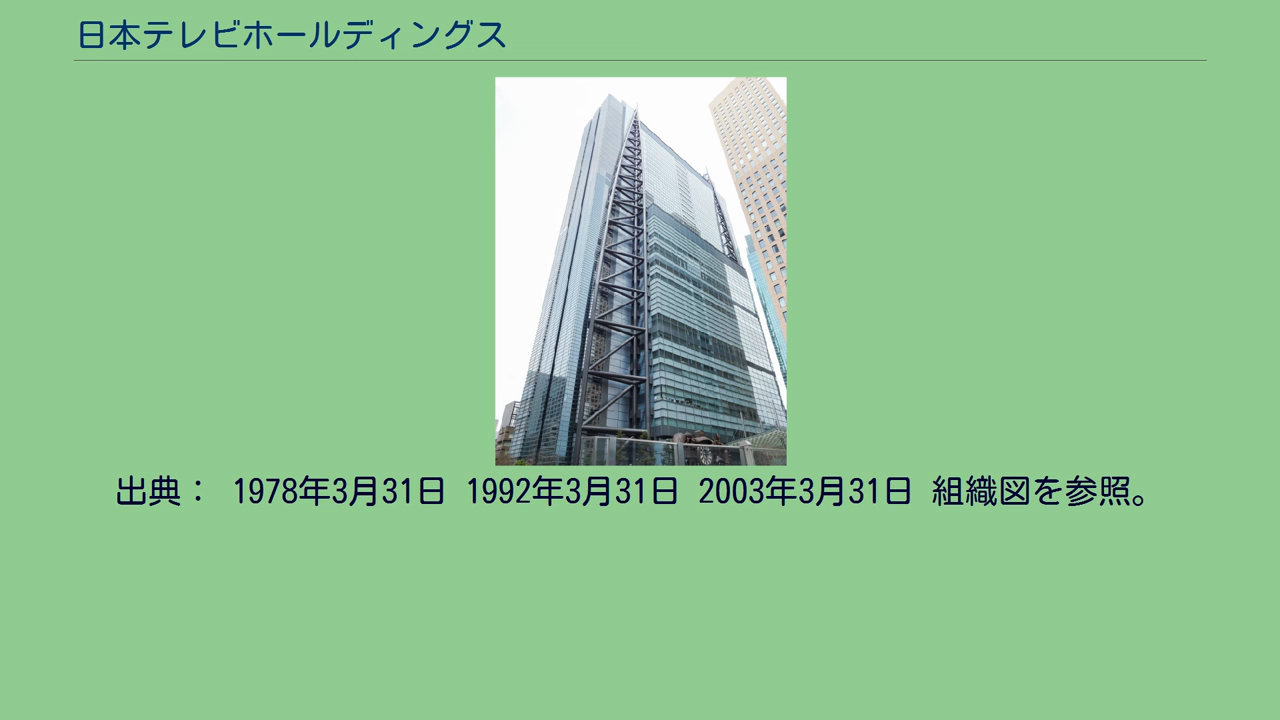 日本テレビホールディングス
出典： 1978年3月31日 1992年3月31日 2003年3月31日 組織図を参照。